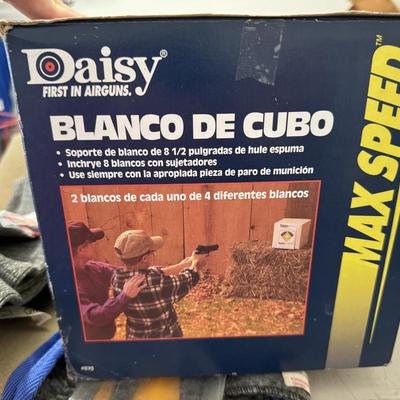 Daisy®
FIRST IN AIRGUNS.
BLANCO DE CUBO
• Soporte de blanco de 8 1/2 pulgradas de hule espuma
• Inchrye 8 blancos con sujetadores
• Use siempre con la apropiada pieza de paro de munición
2 blancos de cada uno de 4 diferentes blancos
MAX SPEED™